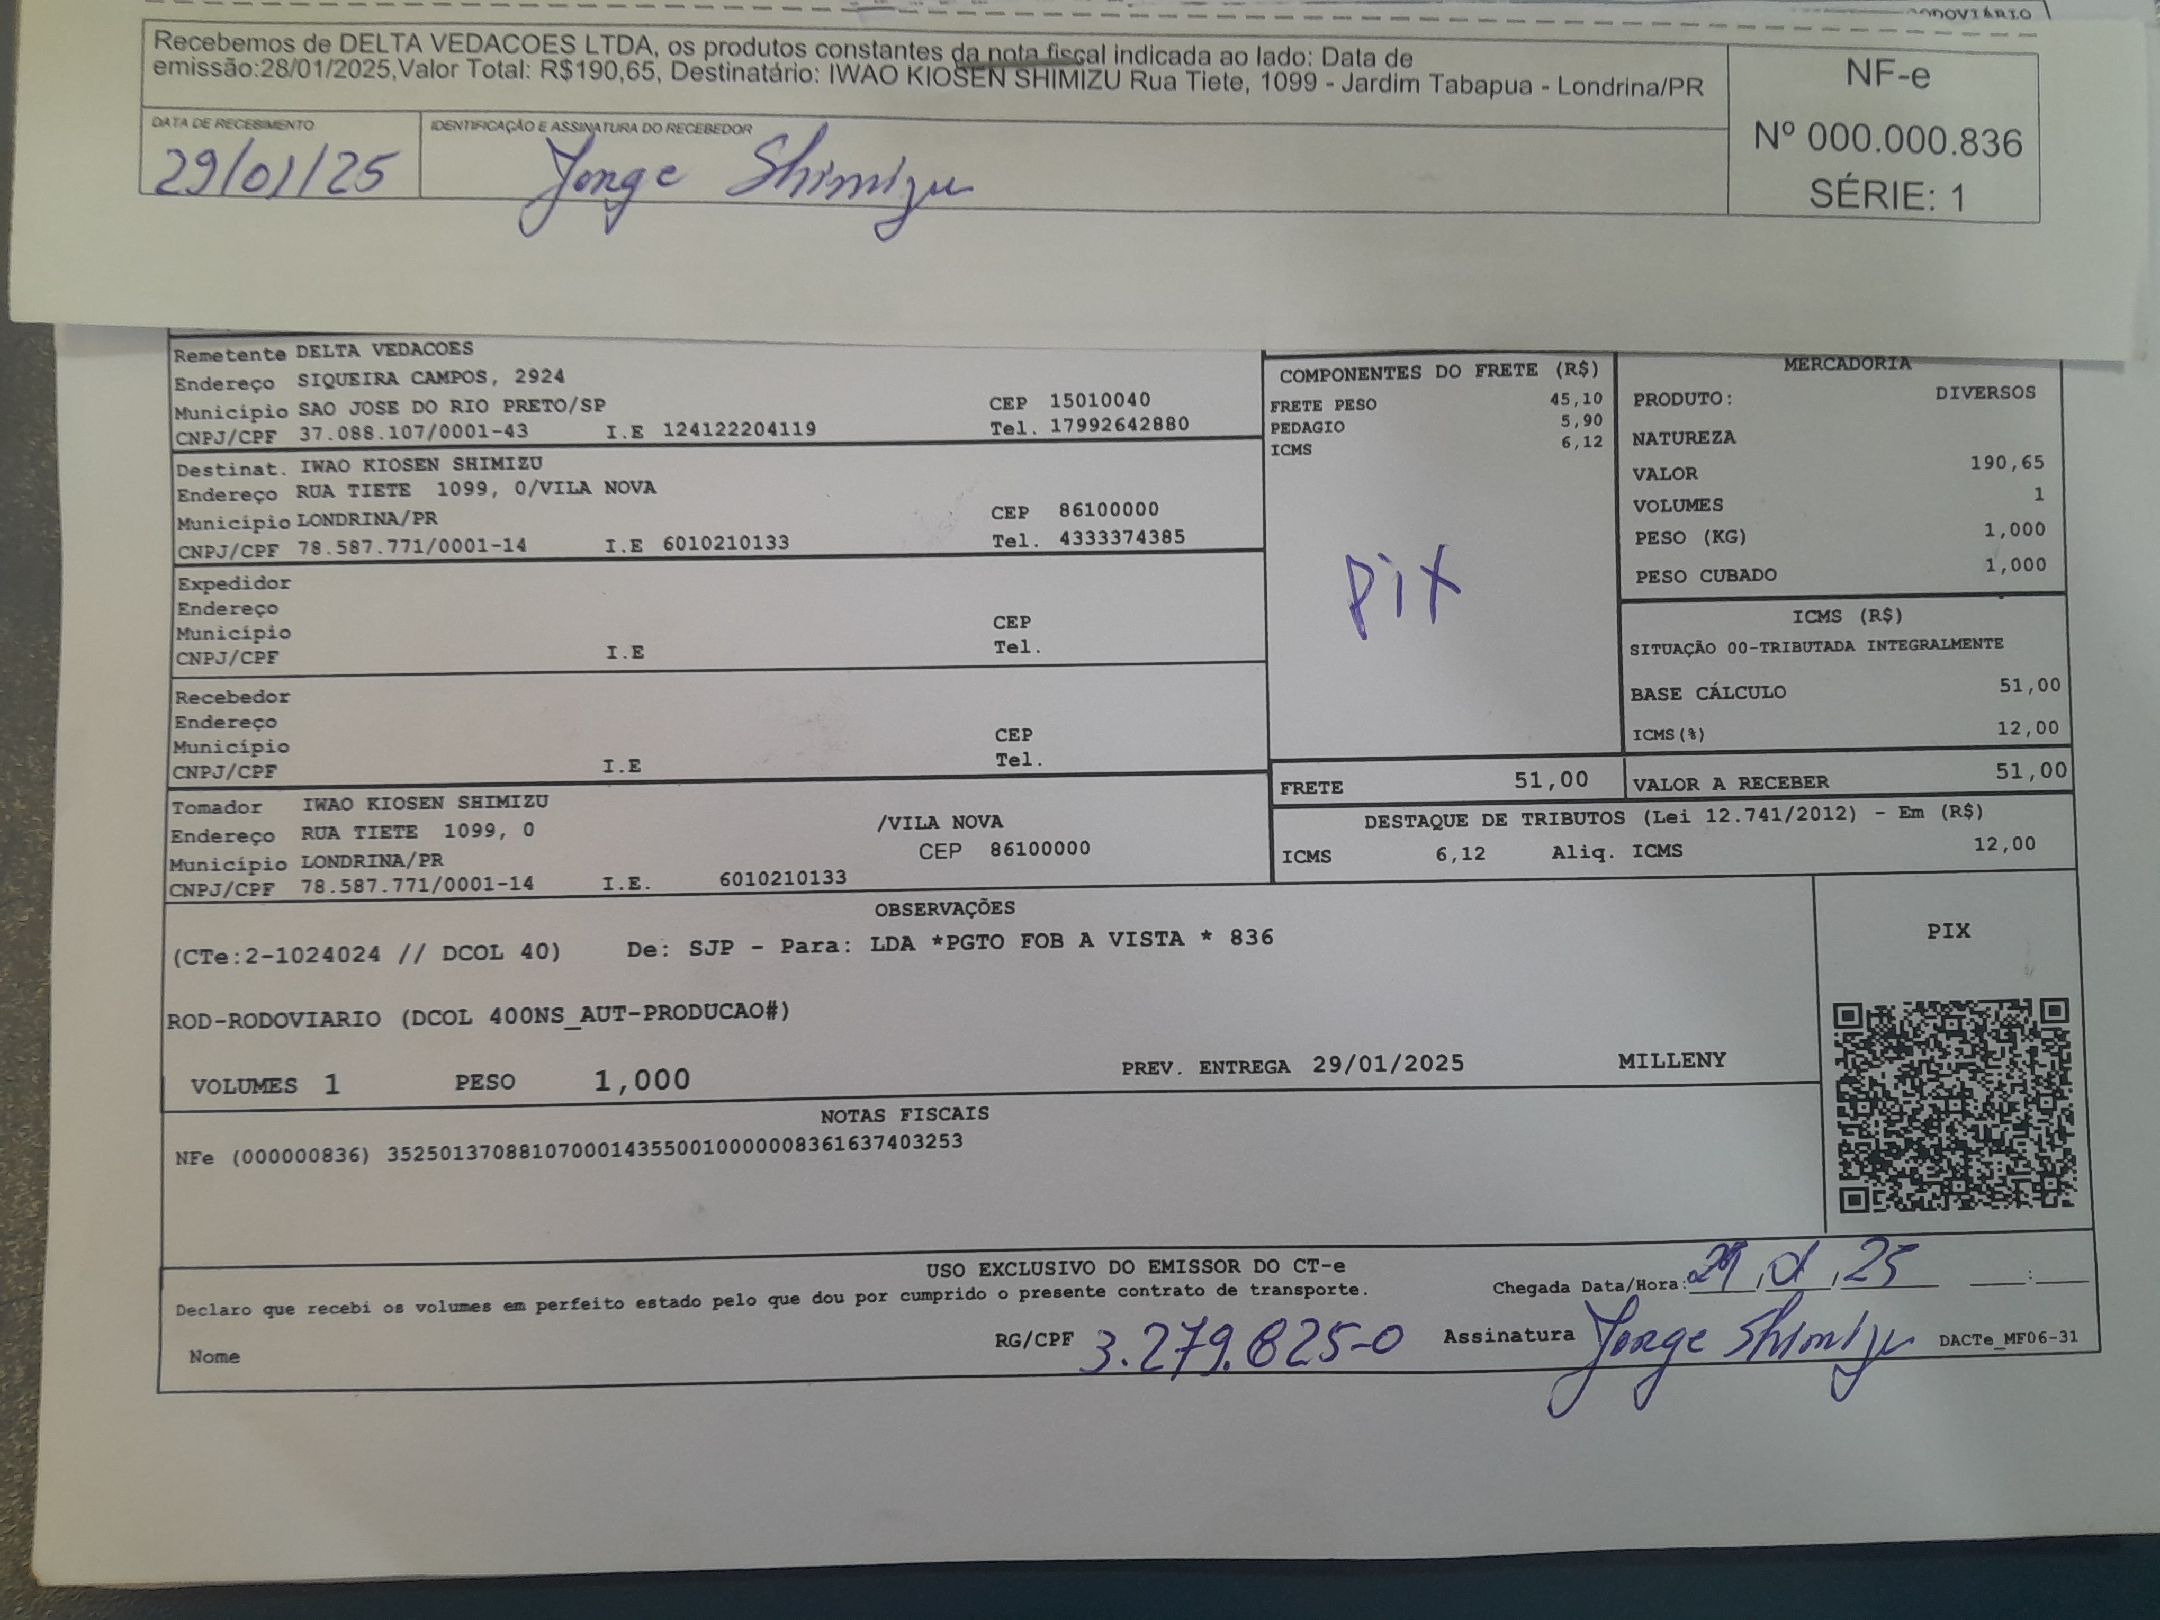 RODOVIÁRIO
Recebemos de DELTA VEDACOES LTDA, os produtos constantes da nota fiscal indicada ao lado: Data de
emissão:28/01/2025,Valor Total: R$190,65, Destinatário: IWAO KIOSEN SHIMIZU Rua Tiete, 1099 - Jardim Tabapua - Londrina/PR
NF-e
Nº 000.000.836
SÉRIE: 1
DATA DE RECEBIMENTO
29/01/25
IDENTIFICAÇÃO E ASSINATURA DO RECEBEDOR
Jorge Shimizu
Remetente DELTA VEDACOES
Endereço SIQUEIRA CAMPOS, 2924
Município SAO JOSE DO RIO PRETO/SP CEP 15010040
CNPJ/CPF 37.088.107/0001-43 I.E 124122204119 Tel. 17992642880
Destinat. IWAO KIOSEN SHIMIZU
Endereço RUA TIETE 1099, 0/VILA NOVA
Município LONDRINA/PR CEP 86100000
CNPJ/CPF 78.587.771/0001-14 I.E 6010210133 Tel. 4333374385
Expedidor
Endereço
Município CEP
CNPJ/CPF I.E Tel.
Recebedor
Endereço
Município CEP
CNPJ/CPF I.E Tel.
Tomador IWAO KIOSEN SHIMIZU
Endereço RUA TIETE 1099, 0 /VILA NOVA
Município LONDRINA/PR CEP 86100000
CNPJ/CPF 78.587.771/0001-14 I.E. 6010210133
COMPONENTES DO FRETE (R$)
FRETE PESO 45,10
PEDAGIO 5,90
ICMS 6,12
PIX
FRETE 51,00
MERCADORIA
PRODUTO: DIVERSOS
NATUREZA
VALOR 190,65
VOLUMES 1
PESO (KG) 1,000
PESO CUBADO 1,000
ICMS (R$)
SITUAÇÃO 00-TRIBUTADA INTEGRALMENTE
BASE CÁLCULO 51,00
ICMS(%) 12,00
VALOR A RECEBER 51,00
DESTAQUE DE TRIBUTOS (Lei 12.741/2012) - Em (R$)
ICMS 6,12 Aliq. ICMS 12,00
OBSERVAÇÕES
(CTe:2-1024024 // DCOL 40) De: SJP - Para: LDA *PGTO FOB A VISTA * 836
ROD-RODOVIARIO (DCOL 400NS_AUT-PRODUCAO#)
VOLUMES 1 PESO 1,000 PREV. ENTREGA 29/01/2025 MILLENY
PIX
NOTAS FISCAIS
NFe (000000836) 35250137088107000143550010000008361637403253
USO EXCLUSIVO DO EMISSOR DO CT-e
Declaro que recebi os volumes em perfeito estado pelo que dou por cumprido o presente contrato de transporte.
Chegada Data/Hora: 29, 01, 25 __:__
Nome RG/CPF 3.279.825-0 Assinatura Jorge Shimizu DACTe_MF06-31